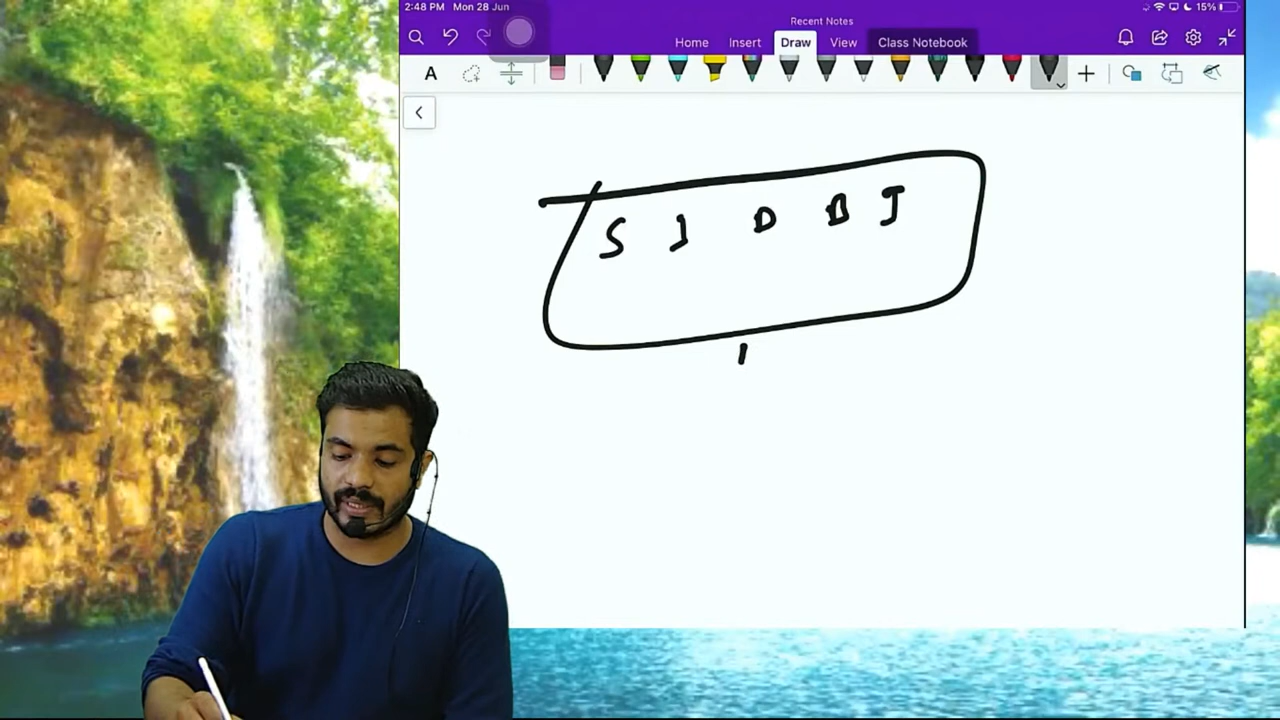 2:48 PM Mon 28 Jun
15%
Recent Notes
Home Insert Draw View Class Notebook
A
S I D B I